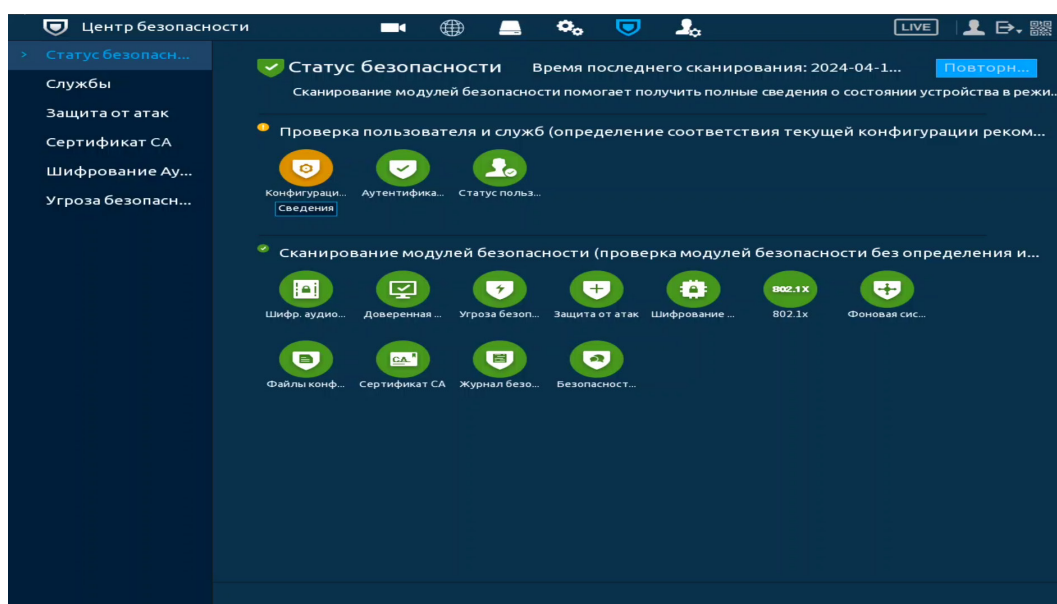 Центр безопасности
LIVE
Статус безопасн...
Службы
Защита от атак
Сертификат CA
Шифрование Ау...
Угроза безопасн...
Статус безопасности Время последнего сканирования: 2024-04-1... Повторн...
Сканирование модулей безопасности помогает получить полные сведения о состоянии устройства в режи..
Проверка пользователя и служб (определение соответствия текущей конфигурации реком...
Конфигураци... Аутентифика... Статус польз...
Сведения
Сканирование модулей безопасности (проверка модулей безопасности без определения и...
802.1X
Шифр. аудио... Доверенная ... Угроза безоп... Защита от атак Шифрование ... 802.1x Фоновая сис...
CA
Файлы конф... Сертификат CA Журнал безо... Безопасност...